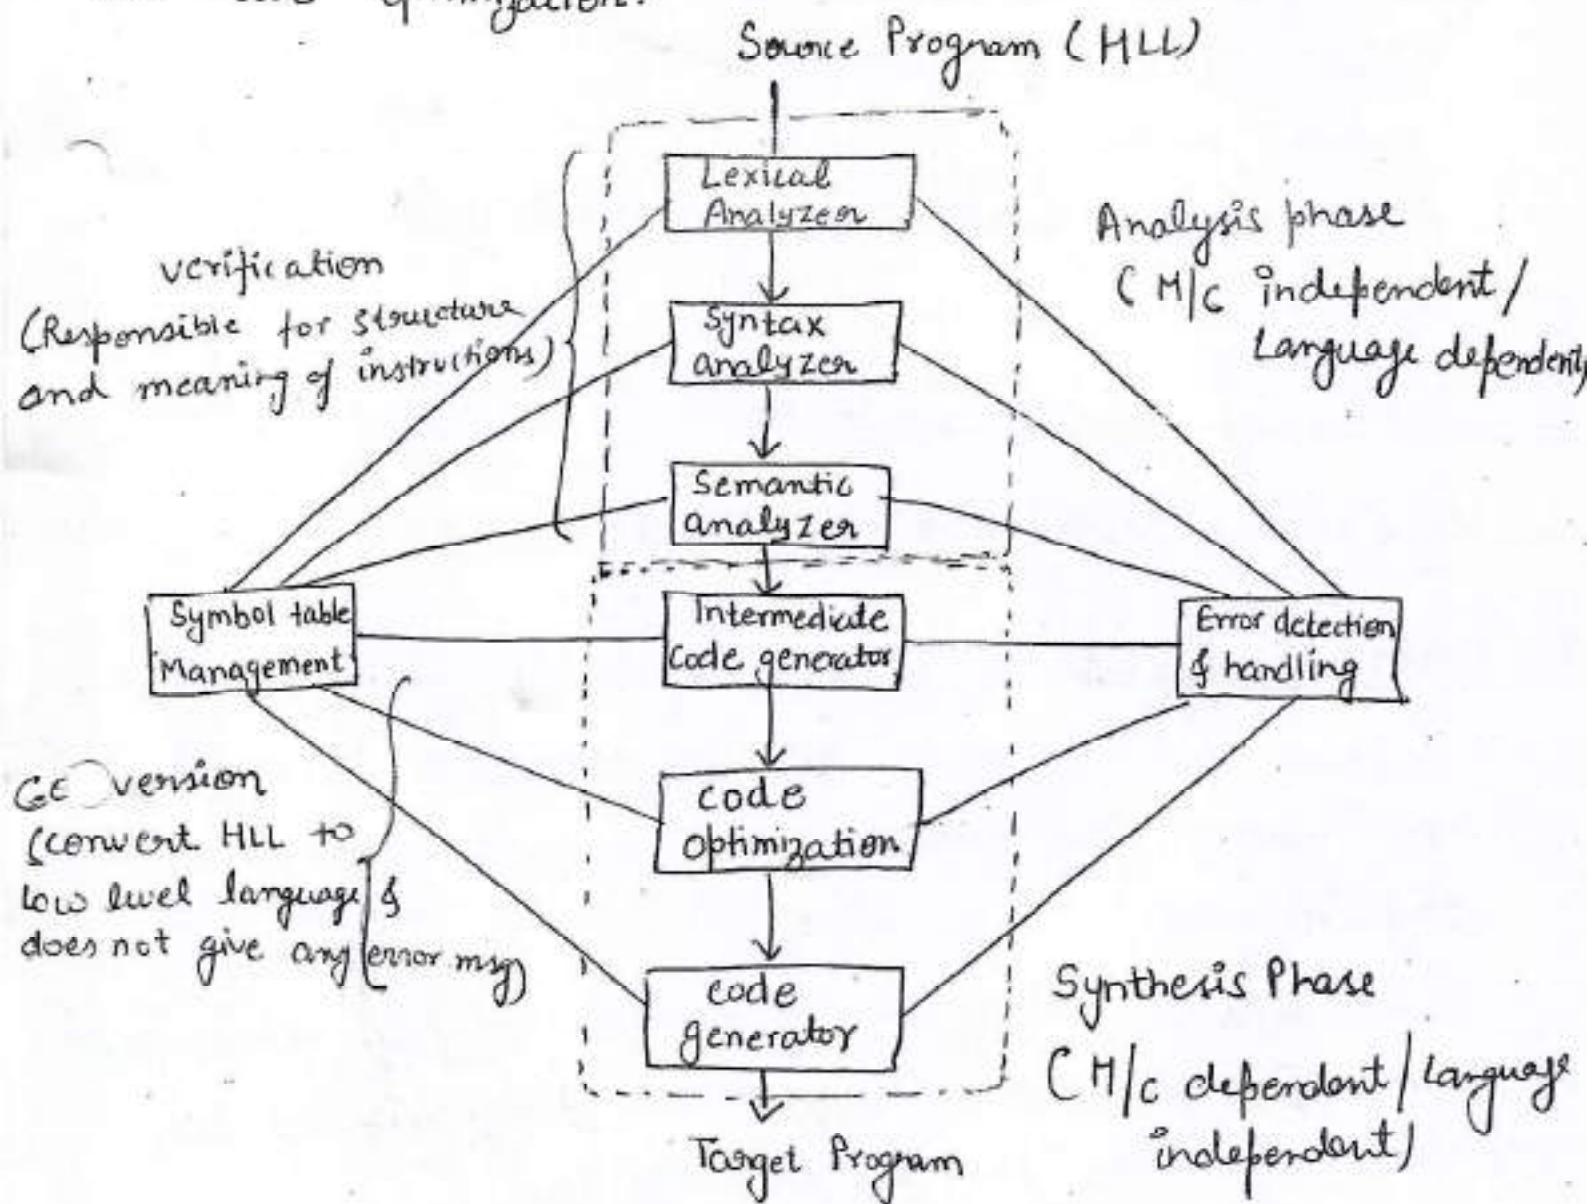 optimization.
Source Program (HLL)
Lexical
Analyzer
Analysis phase
(M/c independent/
Language dependent)
verification
(Responsible for structure
and meaning of instructions)
Syntax
analyzer
Semantic
analyzer
Symbol table
Management
Intermediate
Code generator
Error detection
& handling
version
(convert HLL to
low level language &
does not give any error msg)
code
optimization
code
generator
Synthesis Phase
(M/c dependent/Language
independent)
Target Program